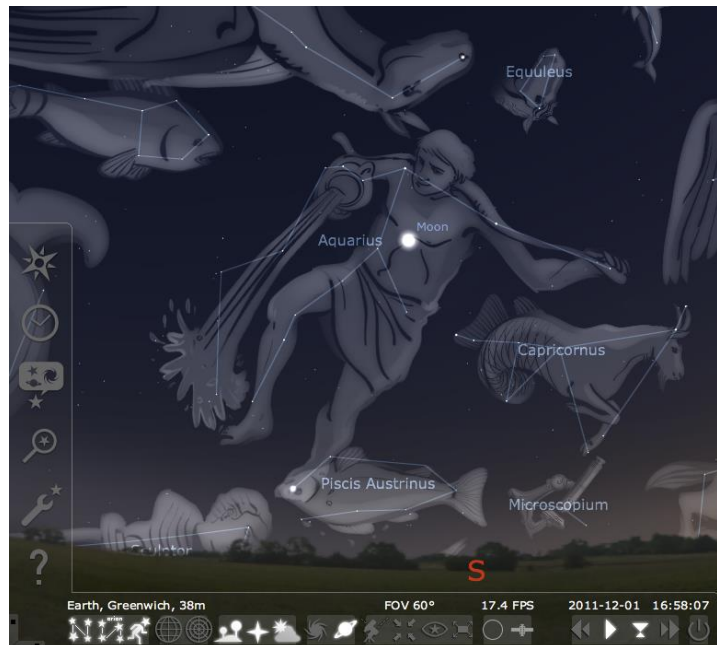 Equuleus
Moon
Aquarius
Capricornus
Piscis Austrinus
Microscopium
Sculptor
S
Earth, Greenwich, 38m FOV 60° 17.4 FPS 2011-12-01 16:58:07
orion